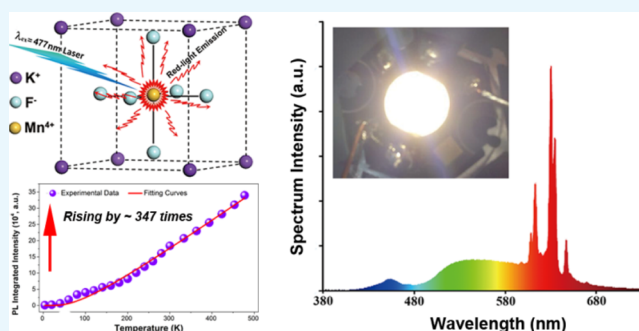 λex= 477nm Laser
Red-light Emission
K+
F-
Mn4+
Experimental Data
Fitting Curves
Rising by ~ 347 times
PL Integrated Intensity (10⁴, a.u.)
35
30
25
20
15
10
5
0
0 100 200 300 400 500
Temperature (K)
Spectrum Intensity (a.u.)
380 480 580 680
Wavelength (nm)